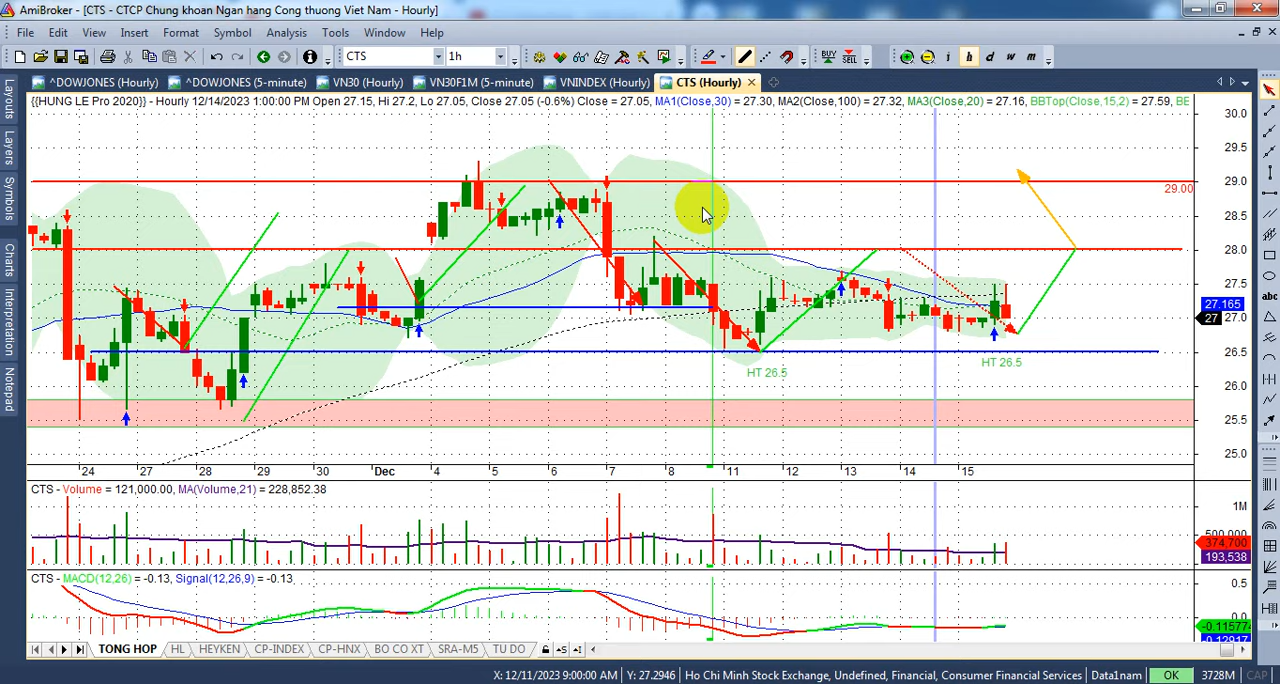 AmiBroker - [CTS - CTCP Chung khoan Ngan hang Cong thuong Viet Nam - Hourly]
File Edit View Insert Format Symbol Analysis Tools Window Help
CTS 1h BUY SELL i h d w m
^DOWJONES (Hourly) ^DOWJONES (5-minute) VN30 (Hourly) VN30F1M (5-minute) VNINDEX (Hourly) CTS (Hourly)
{{HUNG LE Pro 2020}} - Hourly 12/14/2023 1:00:00 PM Open 27.15, Hi 27.2, Lo 27.05, Close 27.05 (-0.6%) Close = 27.05, MA1(Close,30) = 27.30, MA2(Close,100) = 27.32, MA3(Close,20) = 27.16, BBTop(Close,15,2) = 27.59, BE
Layouts
Layers
Symbols
Charts
Interpretation
Notepad
30.0
29.5
29.0
29.00
28.5
28.0
27.5
27.165
27
27.0
26.5
26.0
25.5
25.0
HT 26.5
HT 26.5
abc
24 27 28 29 30 Dec 4 5 6 7 8 11 12 13 14 15
CTS - Volume = 121,000.00, MA(Volume,21) = 228,852.38
1M
374,700
193,538
CTS - MACD(12,26) = -0.13, Signal(12,26,9) = -0.13
0.5
0.0
-0.11577
TONG HOP HL HEYKEN CP-INDEX CP-HNX BO CO XT SRA-M5 TU DO
X: 12/11/2023 9:00:00 AM Y: 27.2946 Ho Chi Minh Stock Exchange, Undefined, Financial, Consumer Financial Services Data1nam OK 3728M CAP